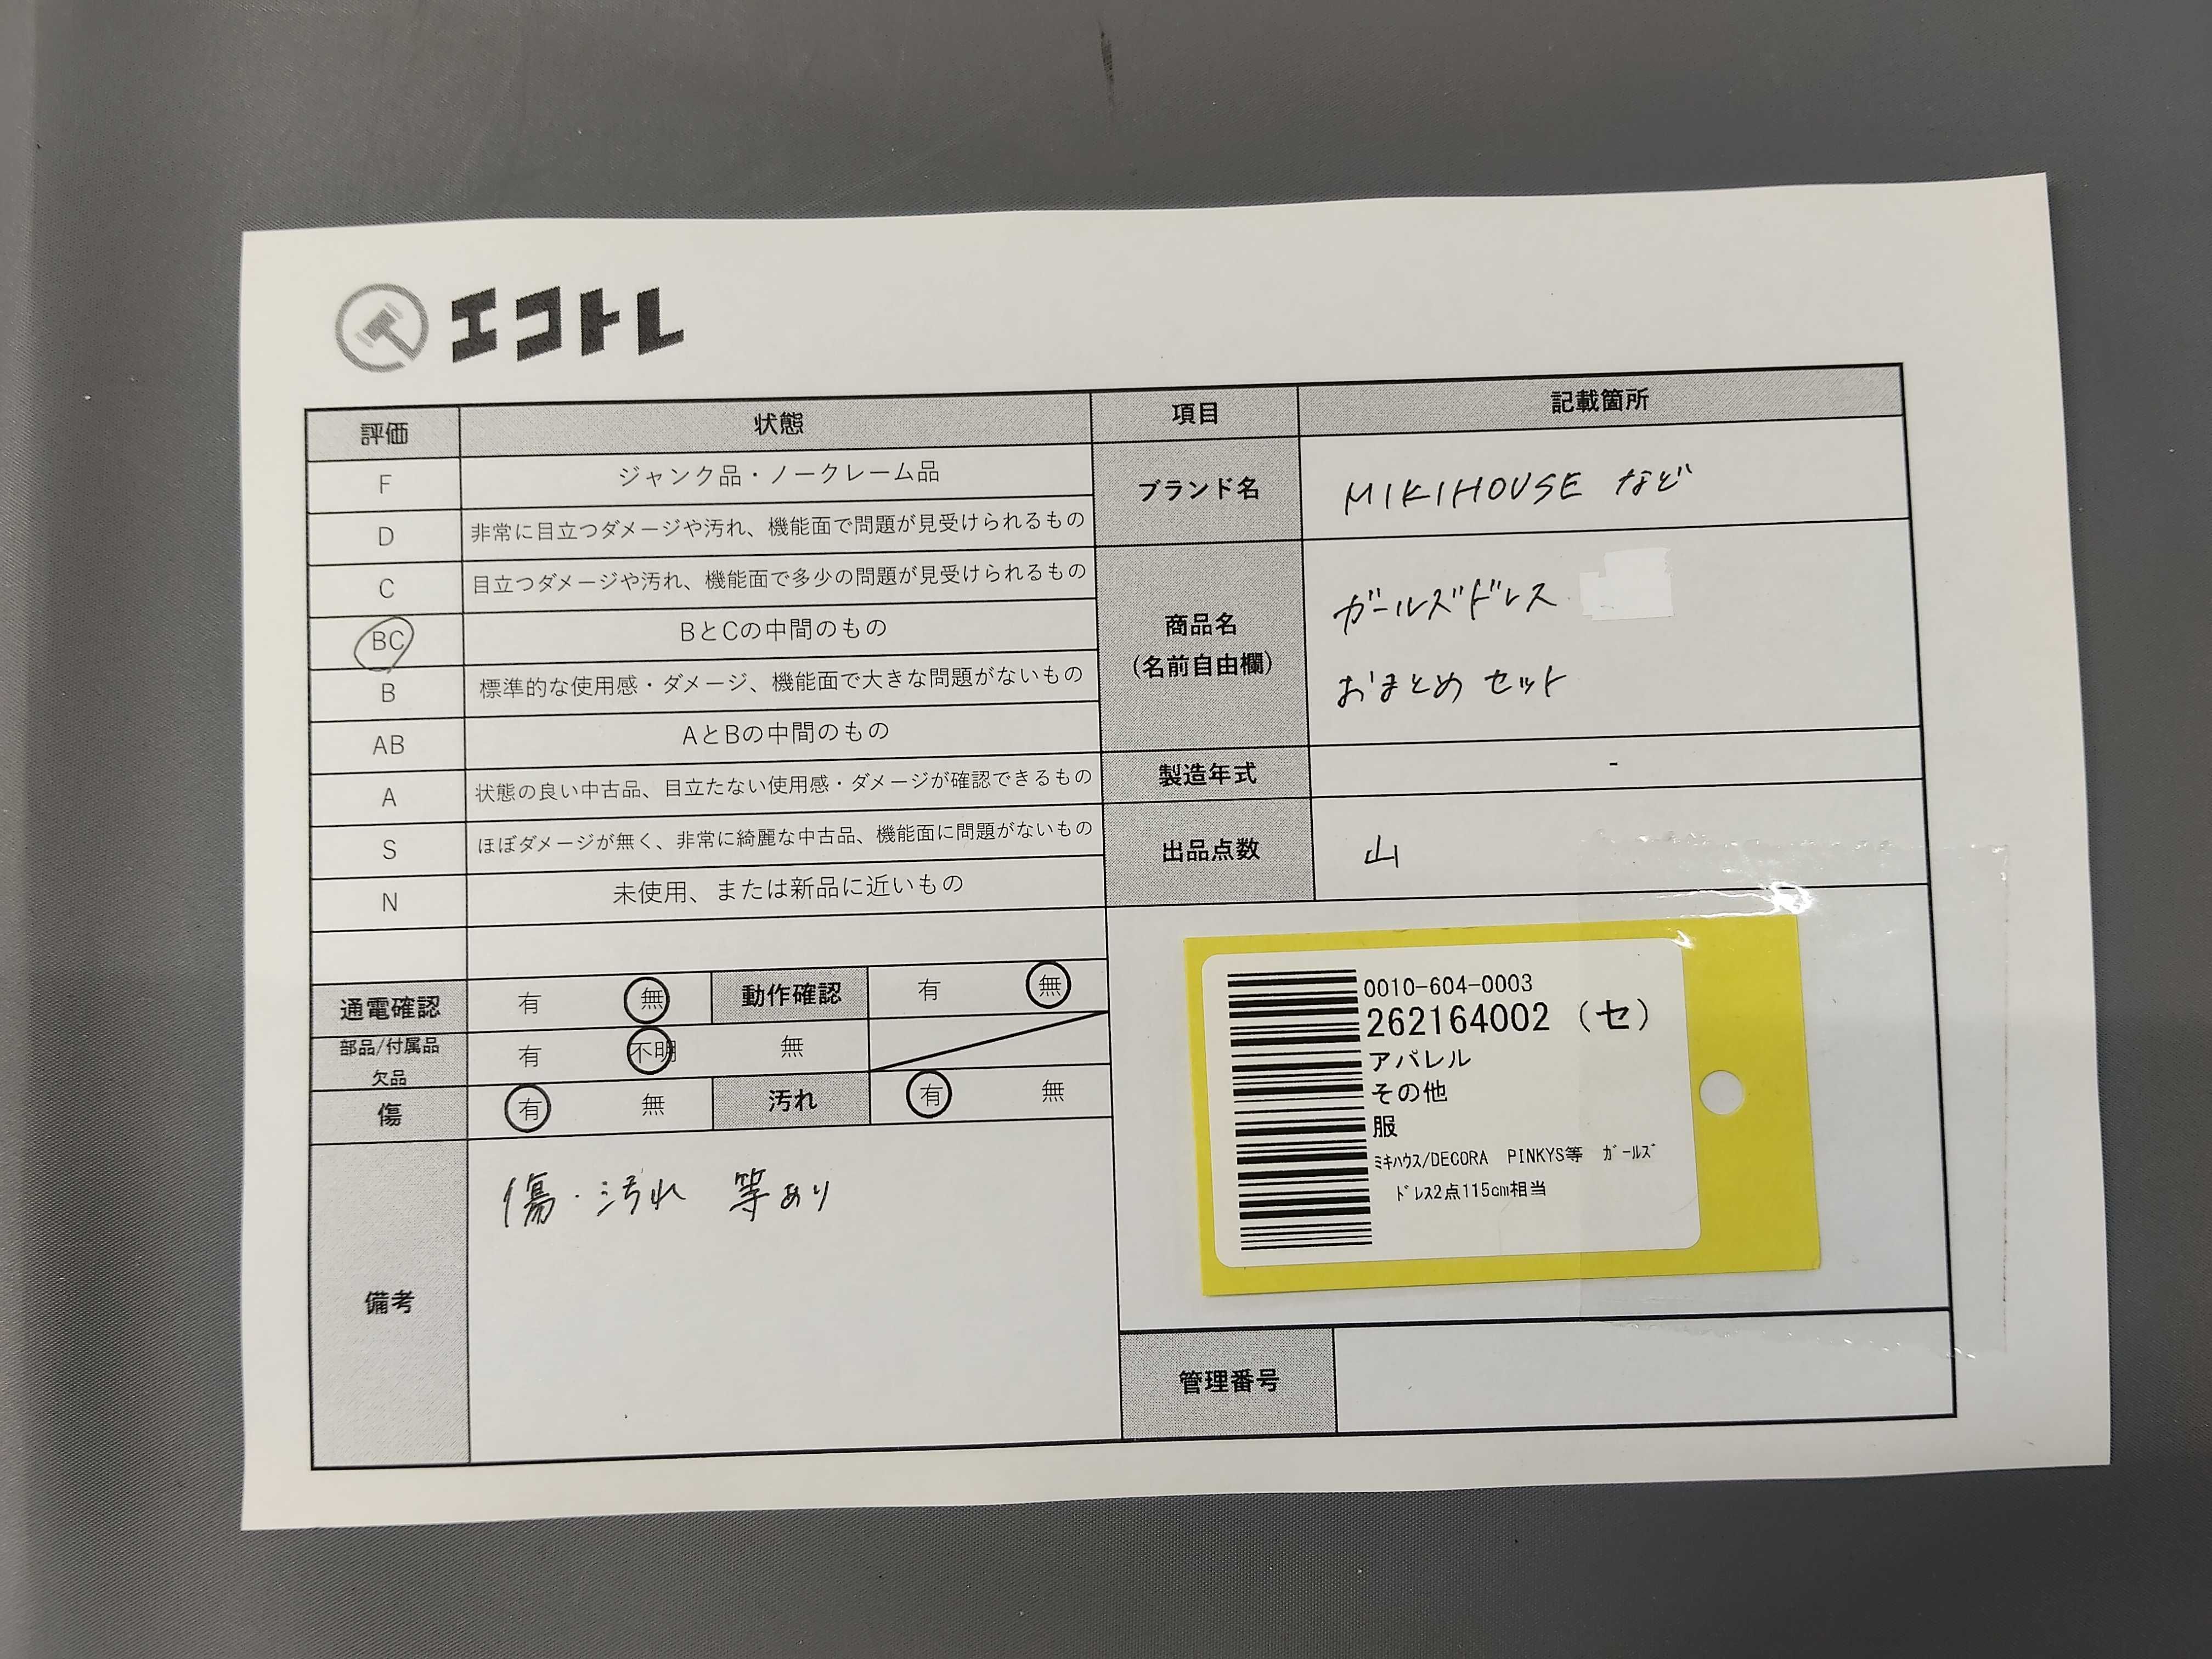 エコトレ
評価 状態
F ジャンク品・ノークレーム品
D 非常に目立つダメージや汚れ、機能面で問題が見受けられるもの
C 目立つダメージや汚れ、機能面で多少の問題が見受けられるもの
BC BとCの中間のもの
B 標準的な使用感・ダメージ、機能面で大きな問題がないもの
AB AとBの中間のもの
A 状態の良い中古品、目立たない使用感・ダメージが確認できるもの
S ほぼダメージが無く、非常に綺麗な中古品、機能面に問題がないもの
N 未使用、または新品に近いもの
通電確認 有 無 動作確認 有 無
部品/付属品
欠品 有 不明 無
傷 有 無 汚れ 有 無
備考 傷・汚れ 等あり
項目 記載箇所
ブランド名 MIKIHOUSE など
商品名
(名前自由欄)
ガールズドレス
おまとめセット
製造年式 -
出品点数 山
0010-604-0003
262164002 (セ)
アパレル
その他
服
ﾐｷﾊｳｽ/DECORA PINKYS等 ｶﾞｰﾙｽﾞ
ﾄﾞﾚｽ2点115cm相当
管理番号